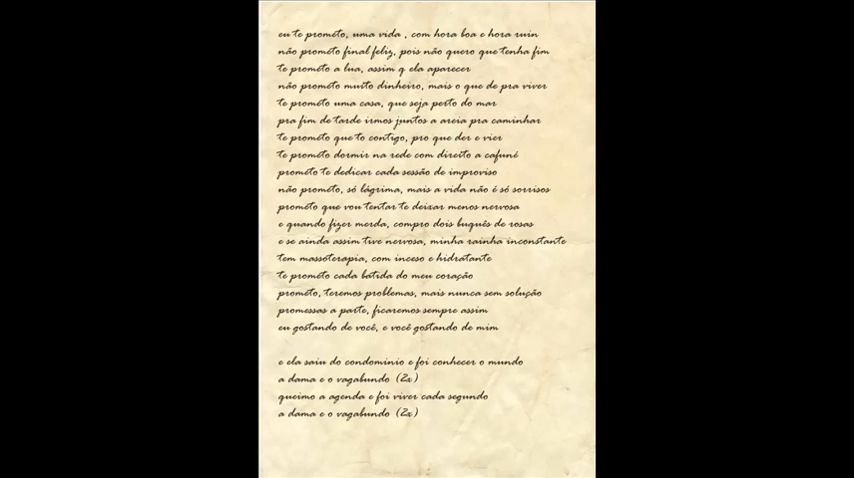 eu te prometo, uma vida , com hora boa e hora ruin
não prometo final feliz, pois não quero que tenha fim
te prometo a lua, assim q ela aparecer
não prometo muito dinheiro, mais o que de pra viver
te prometo uma casa, que seja perto do mar
pra fim de tarde irmos juntos a areia pra caminhar
te prometo que to contigo, pro que der e vier
te prometo dormir na rede com direito a cafuné
prometo te dedicar cada sessão de improviso
não prometo, só lágrima, mais a vida não é só sorrisos
prometo que vou tentar te deixar menos nervosa
e quando fizer merda, compro dois buquês de rosas
e se ainda assim tive nervosa, minha rainha inconstante
tem massoterapia, com inceso e hidratante
te prometo cada batida do meu coração
prometo, teremos problemas, mais nunca sem solução
promessas a parte, ficaremos sempre assim
eu gostando de você, e você gostando de mim

e ela saiu do condominio e foi conhecer o mundo
a dama e o vagabundo (2x)
queimo a agenda e foi viver cada segundo
a dama e o vagabundo (2x)